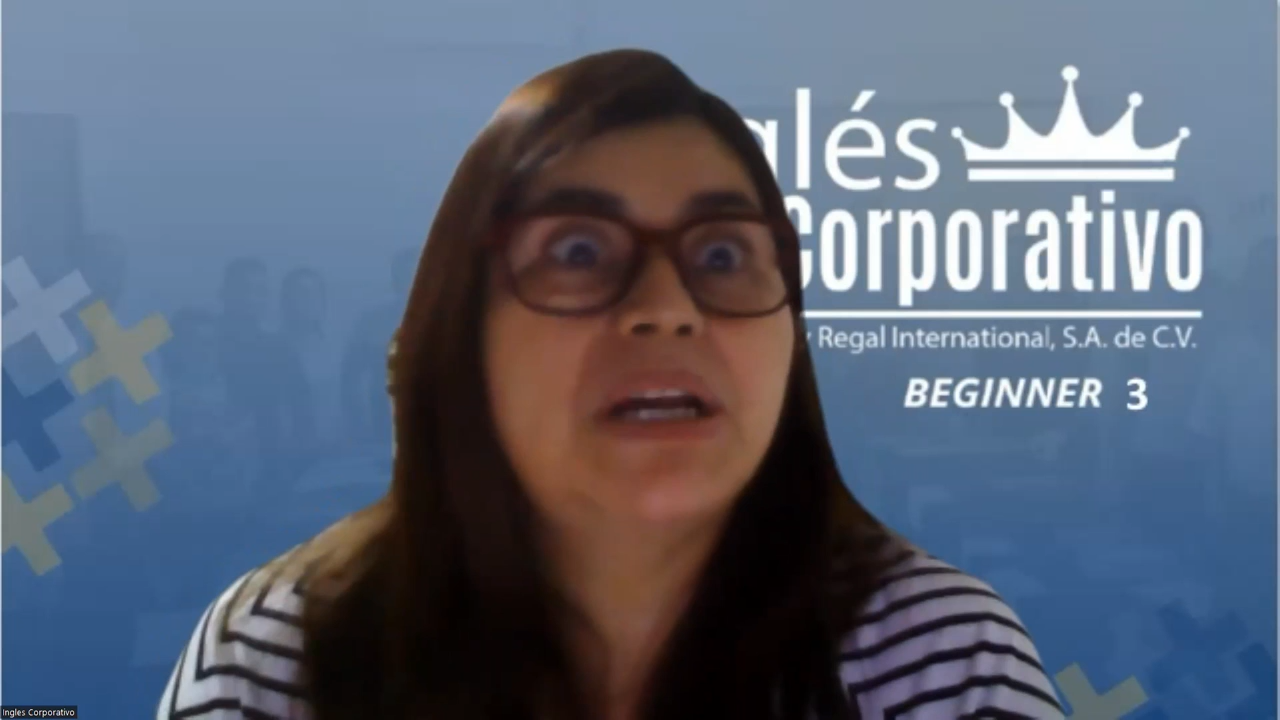 glés
Corporativo
y Regal International, S.A. de C.V.
BEGINNER 3
Ingles Corporativo